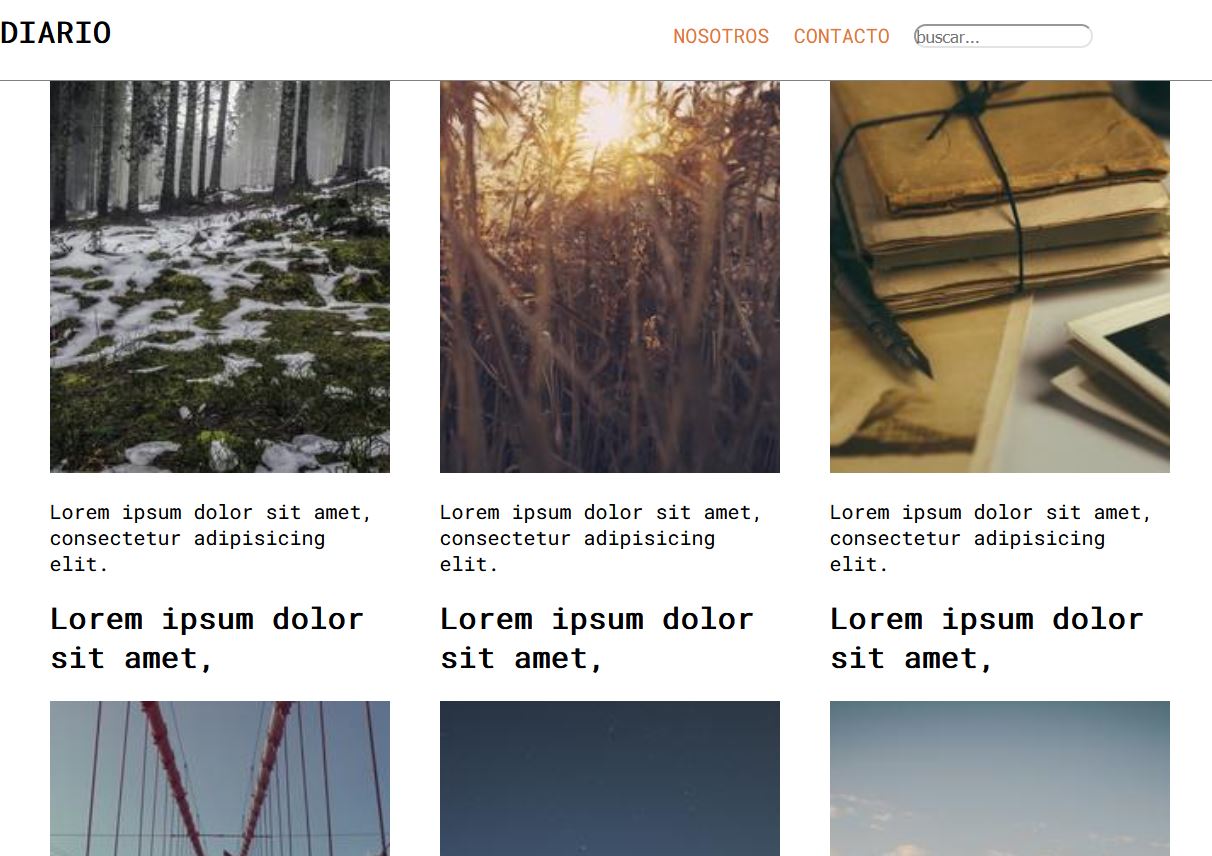 DIARIO
NOSOTROS CONTACTO buscar...
Lorem ipsum dolor sit amet,
consectetur adipisicing
elit.
Lorem ipsum dolor
sit amet,
Lorem ipsum dolor sit amet,
consectetur adipisicing
elit.
Lorem ipsum dolor
sit amet,
Lorem ipsum dolor sit amet,
consectetur adipisicing
elit.
Lorem ipsum dolor
sit amet,